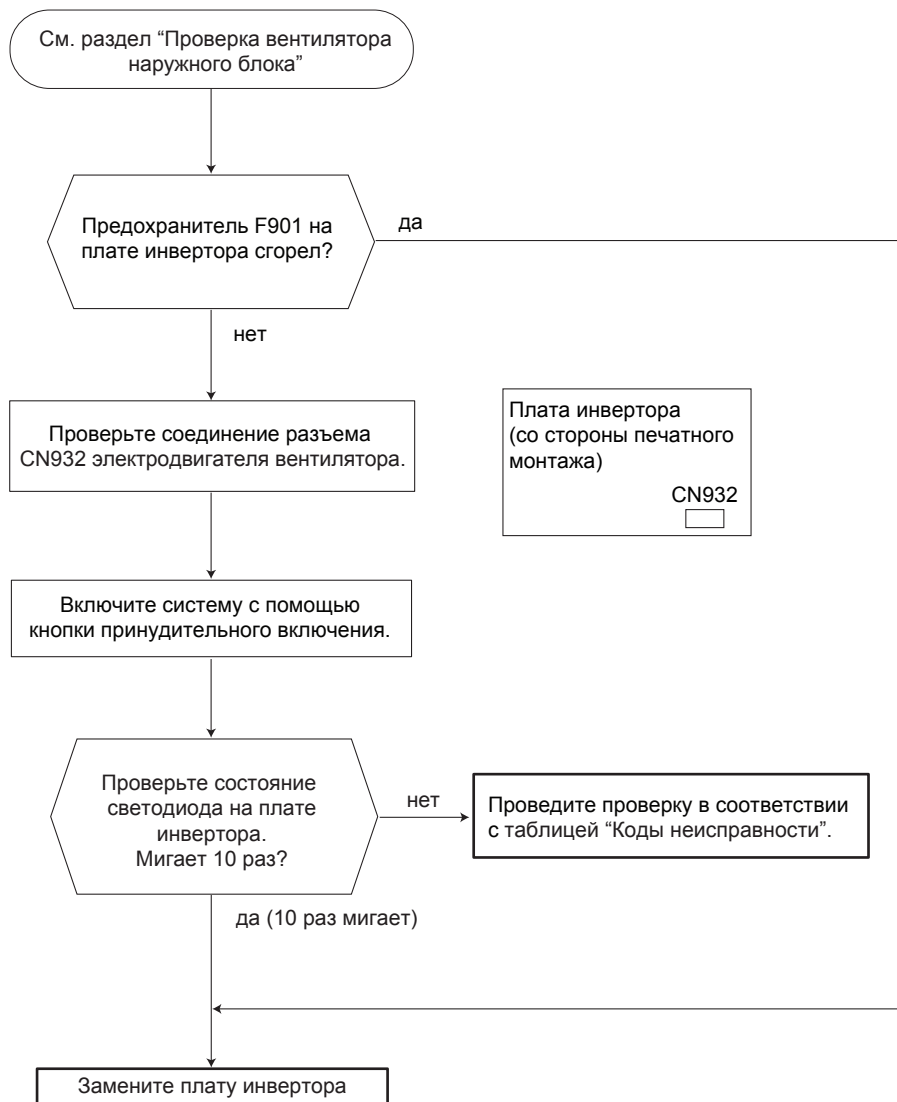 См. раздел “Проверка вентилятора
наружного блока”
Предохранитель F901 на
плате инвертора сгорел?
да
нет
Проверьте соединение разъема
CN932 электродвигателя вентилятора.
Плата инвертора
(со стороны печатного
монтажа)
CN932
Включите систему с помощью
кнопки принудительного включения.
Проверьте состояние
светодиода на плате
инвертора.
Мигает 10 раз?
нет
Проведите проверку в соответствии
с таблицей “Коды неисправности”.
да (10 раз мигает)
Замените плату инвертора